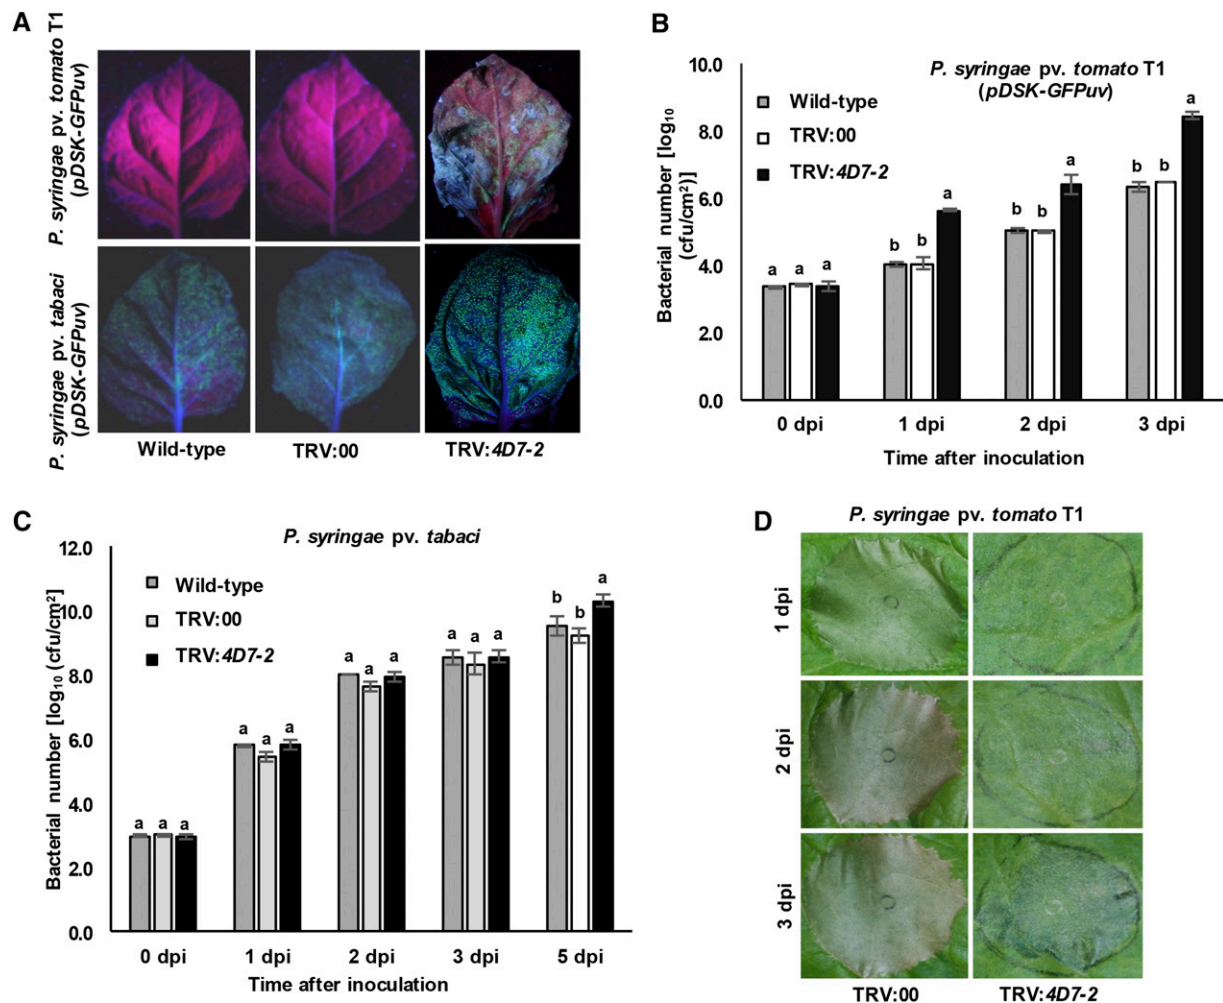 A
P. syringae pv. tomato T1
(pDSK-GFPuv)
P. syringae pv. tabaci
(pDSK-GFPuv)
Wild-type
TRV:00
TRV:4D7-2
B
P. syringae pv. tomato T1
(pDSK-GFPuv)
Wild-type
TRV:00
TRV:4D7-2
Bacterial number [log10
(cfu/cm2)]
10.0
8.0
6.0
4.0
2.0
0.0
a a a
b b a
b b a
b b a
0 dpi 1 dpi 2 dpi 3 dpi
Time after inoculation
C
P. syringae pv. tabaci
Wild-type
TRV:00
TRV:4D7-2
Bacterial number [log10 (cfu/cm2]
12.0
10.0
8.0
6.0
4.0
2.0
0.0
a a a
a a a
a a a
a a a
b b a
0 dpi 1 dpi 2 dpi 3 dpi 5 dpi
Time after inoculation
D
P. syringae pv. tomato T1
1 dpi
2 dpi
3 dpi
TRV:00
TRV:4D7-2